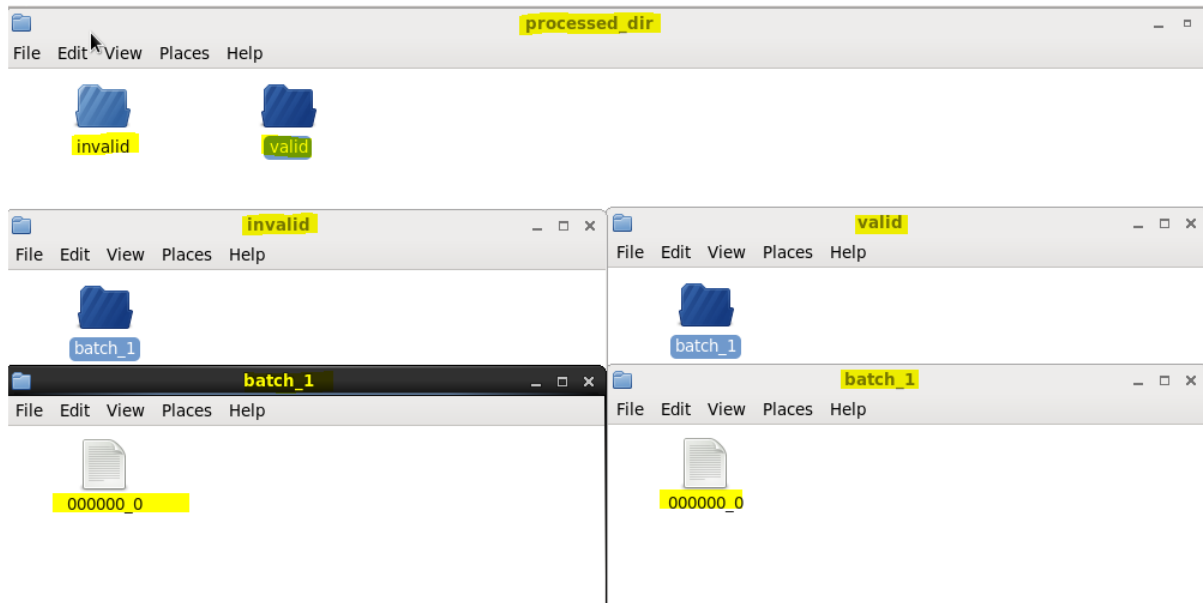 processed_dir
File Edit View Places Help
invalid valid
invalid
File Edit View Places Help
batch_1
valid
File Edit View Places Help
batch_1
batch_1
File Edit View Places Help
000000_0
batch_1
File Edit View Places Help
000000_0